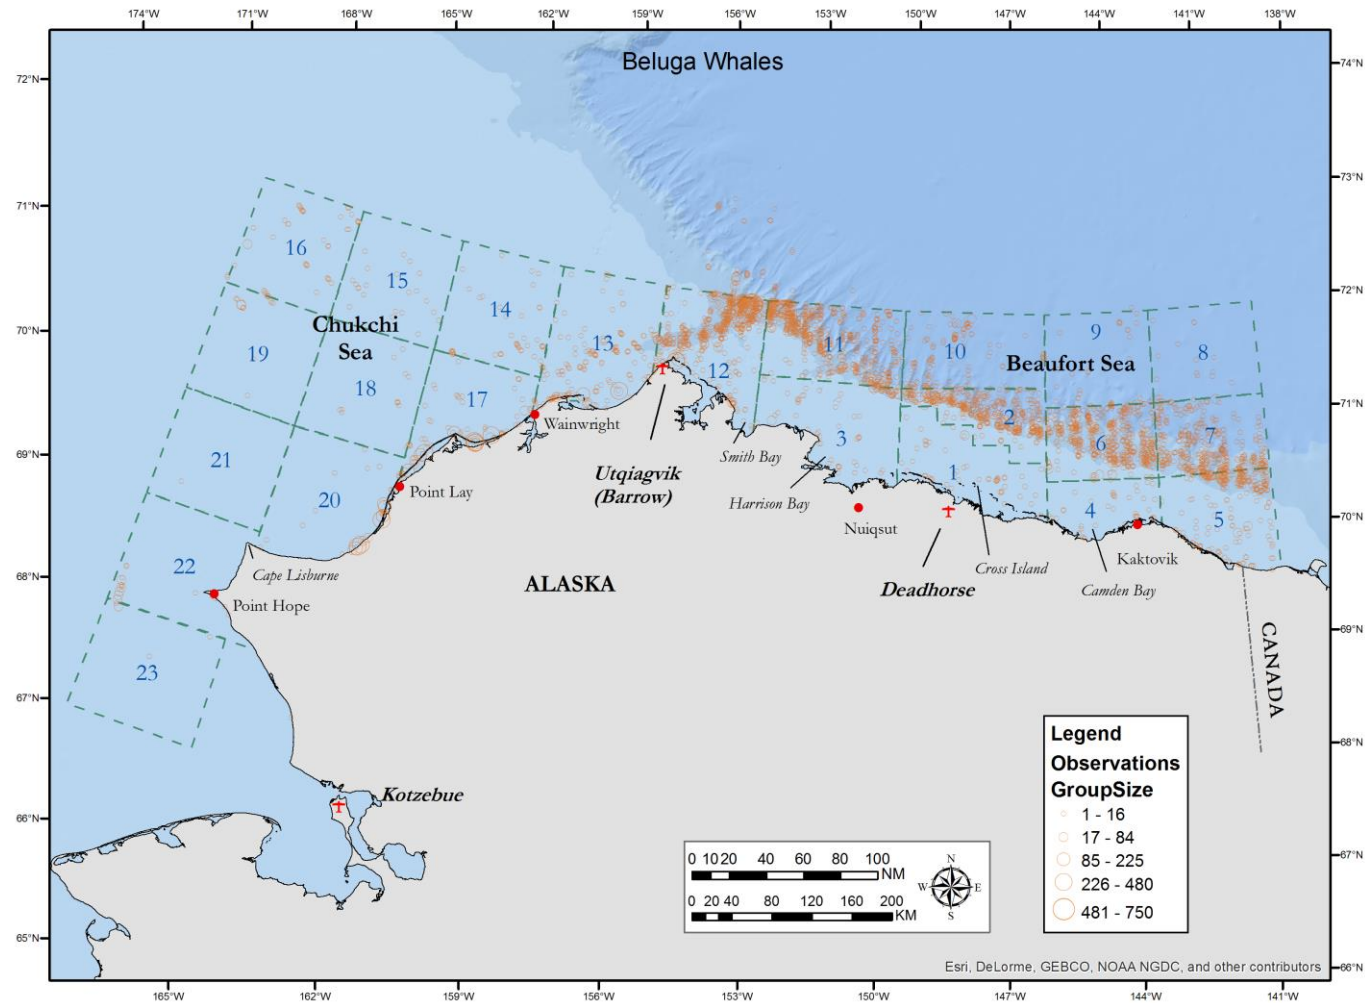 174°W 171°W 168°W 165°W 162°W 159°W 156°W 153°W 150°W 147°W 144°W 141°W 138°W
Beluga Whales
72°N
74°N
73°N
71°N
16
15
14
72°N
Chukchi
Sea
70°N
19
18
13
11
10
9
8
12
Beaufort Sea
17
71°N
2
7
6
Wainwright
3
69°N
21
Utqiagvik
(Barrow)
Smith Bay
1
20
Point Lay
Harrison Bay
Nuiqsut
4
5
70°N
Kaktovik
22
Cape Lisburne
68°N
ALASKA
Cross Island
Deadhorse
Camden Bay
Point Hope
69°N
CANADA
23
67°N
68°N
Kotzebue
66°N
67°N
65°N
66°N
0 10 20 40 60 80 100
NM
0 20 40 80 120 160 200
KM
N
W E
S
Legend
Observations
GroupSize
1 - 16
17 - 84
85 - 225
226 - 480
481 - 750
Esri, DeLorme, GEBCO, NOAA NGDC, and other contributors
165°W 162°W 159°W 156°W 153°W 150°W 147°W 144°W 141°W